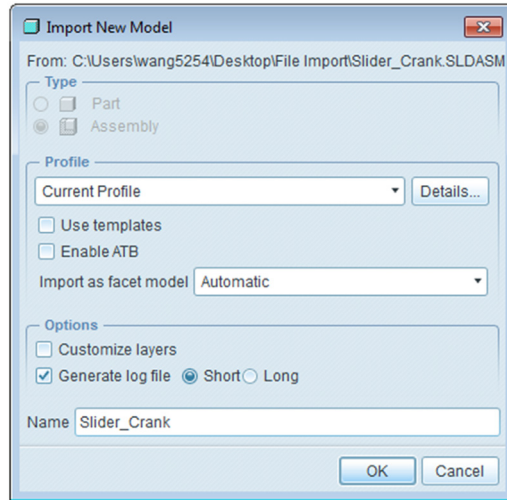 Import New Model
From: C:\Users\wang5254\Desktop\File Import\Slider_Crank.SLDASM
Type
Part
Assembly
Profile
Current Profile Details...
Use templates
Enable ATB
Import as facet model Automatic
Options
Customize layers
Generate log file Short Long
Name Slider_Crank
OK Cancel